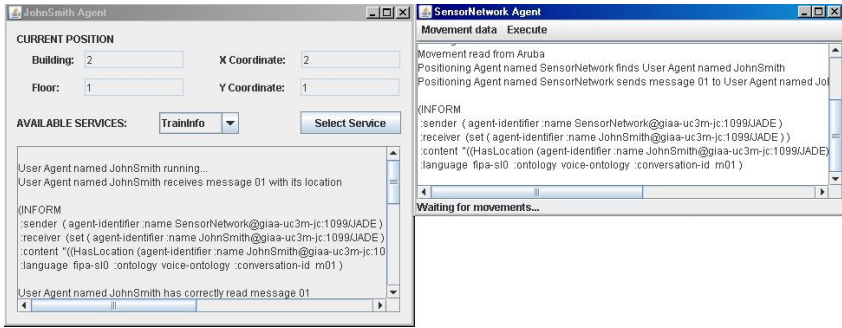 JohnSmith Agent
CURRENT POSITION
Building: 2 X Coordinate: 2
Floor: 1 Y Coordinate: 1
AVAILABLE SERVICES: TrainInfo Select Service
User Agent named JohnSmith running...
User Agent named JohnSmith receives message 01 with its location
(INFORM
:sender ( agent-identifier :name SensorNetwork@giaa-uc3m-jc:1099/JADE )
:receiver (set ( agent-identifier :name JohnSmith@giaa-uc3m-jc:1099/JADE )
:content "((HasLocation (agent-identifier :name JohnSmith@giaa-uc3m-jc:10
:language fipa-sl0 :ontology voice-ontology :conversation-id m01 )
User Agent named JohnSmith has correctly read message 01
SensorNetwork Agent
Movement data Execute
Movement read from Aruba
Positioning Agent named SensorNetwork finds User Agent named JohnSmith
Positioning Agent named SensorNetwork sends message 01 to User Agent named Jo
(INFORM
:sender ( agent-identifier :name SensorNetwork@giaa-uc3m-jc:1099/JADE )
:receiver (set ( agent-identifier :name JohnSmith@giaa-uc3m-jc:1099/JADE ) )
:content "((HasLocation (agent-identifier :name JohnSmith@giaa-uc3m-jc:1099/JADE)
:language fipa-sl0 :ontology voice-ontology :conversation-id m01 )
Waiting for movements...